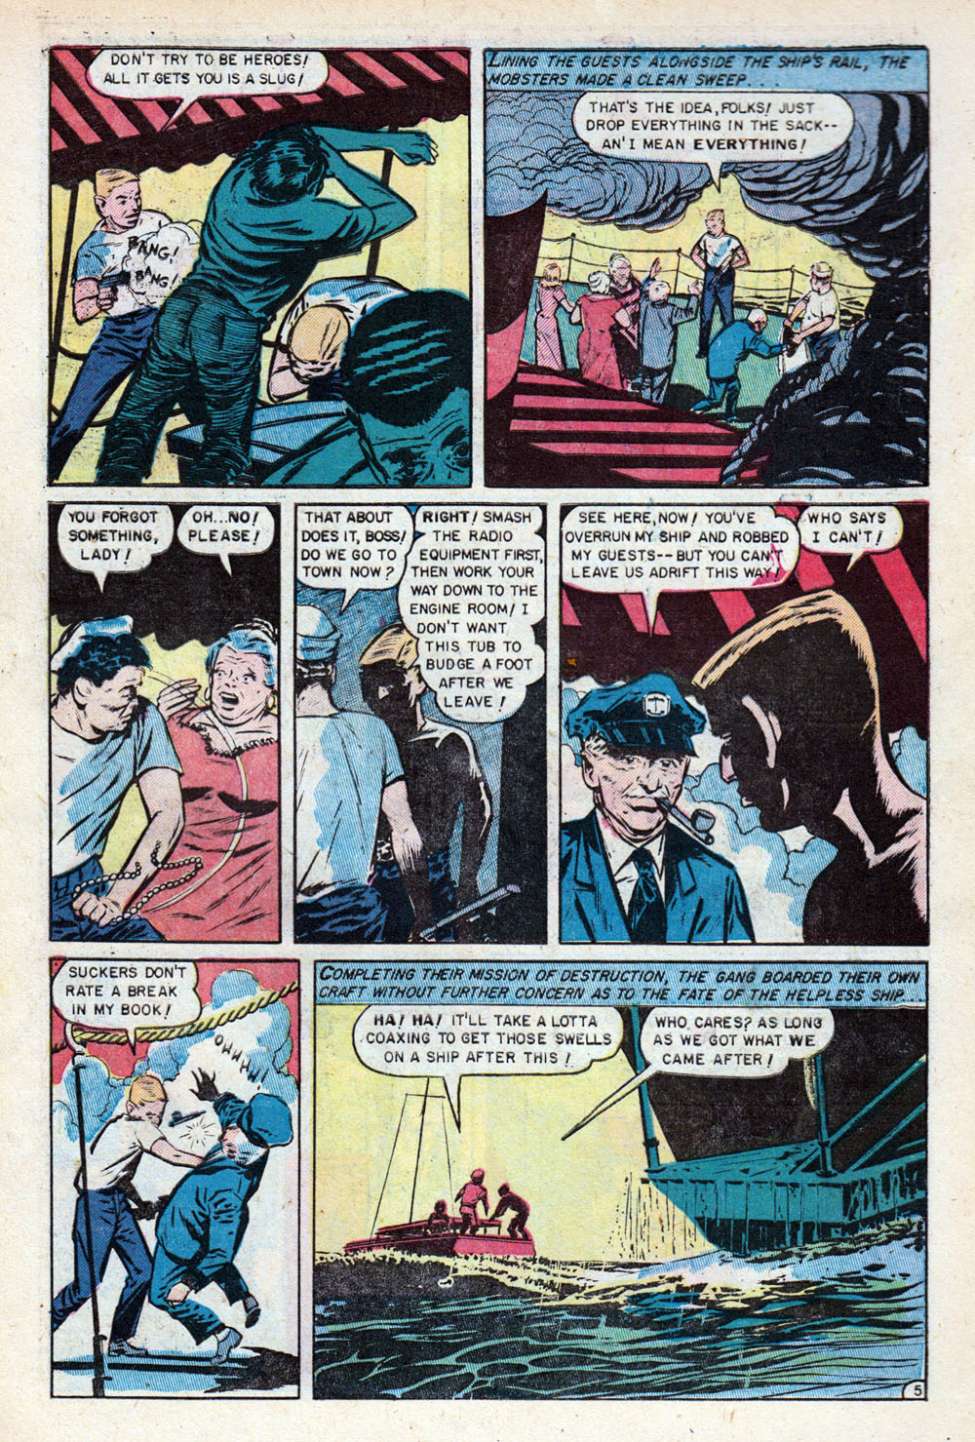 DON'T TRY TO BE HEROES!
ALL IT GETS YOU IS A SLUG!
BANG!
BANG!
LINING THE GUESTS ALONGSIDE THE SHIP'S RAIL, THE
MOBSTERS MADE A CLEAN SWEEP....
THAT'S THE IDEA, FOLKS! JUST
DROP EVERYTHING IN THE SACK--
AN' I MEAN EVERYTHING!
YOU FORGOT
SOMETHING,
LADY!
OH...NO!
PLEASE!
THAT ABOUT
DOES IT, BOSS!
DO WE GO TO
TOWN NOW?
RIGHT! SMASH
THE RADIO
EQUIPMENT FIRST,
THEN WORK YOUR
WAY DOWN TO THE
ENGINE ROOM! I
DON'T WANT
THIS TUB TO
BUDGE A FOOT
AFTER WE
LEAVE!
SEE HERE, NOW! YOU'VE
OVERRUN MY SHIP AND ROBBED
MY GUESTS-- BUT YOU CAN'T
LEAVE US ADRIFT THIS WAY!
WHO SAYS
I CAN'T!
SUCKERS DON'T
RATE A BREAK
IN MY BOOK!
OHHHH!
COMPLETING THEIR MISSION OF DESTRUCTION, THE GANG BOARDED THEIR OWN
CRAFT WITHOUT FURTHER CONCERN AS TO THE FATE OF THE HELPLESS SHIP...
HA! HA! IT'LL TAKE A LOTTA
COAXING TO GET THOSE SWELLS
ON A SHIP AFTER THIS!
WHO CARES? AS LONG
AS WE GOT WHAT WE
CAME AFTER!
5